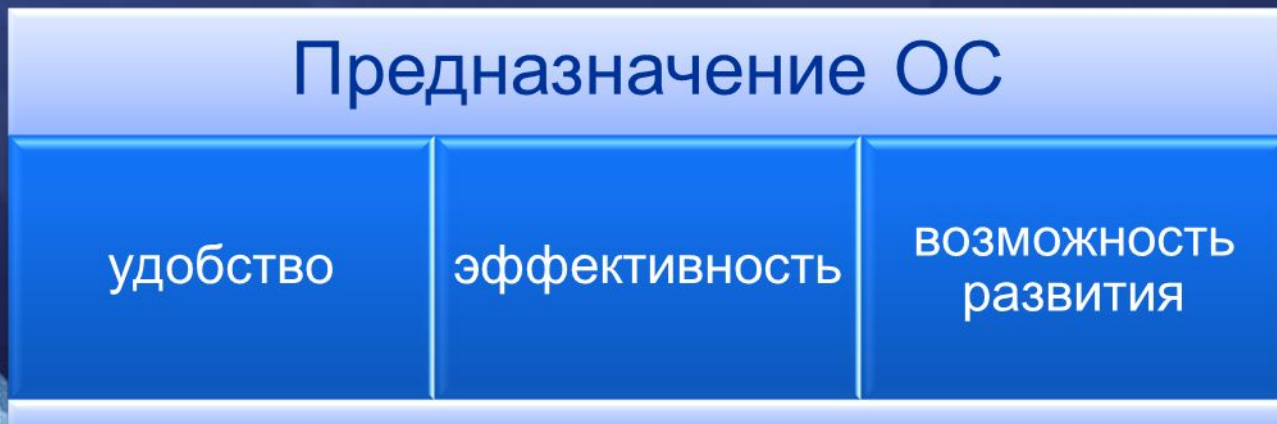 Предназначение ОС
удобство
эффективность
возможность
развития